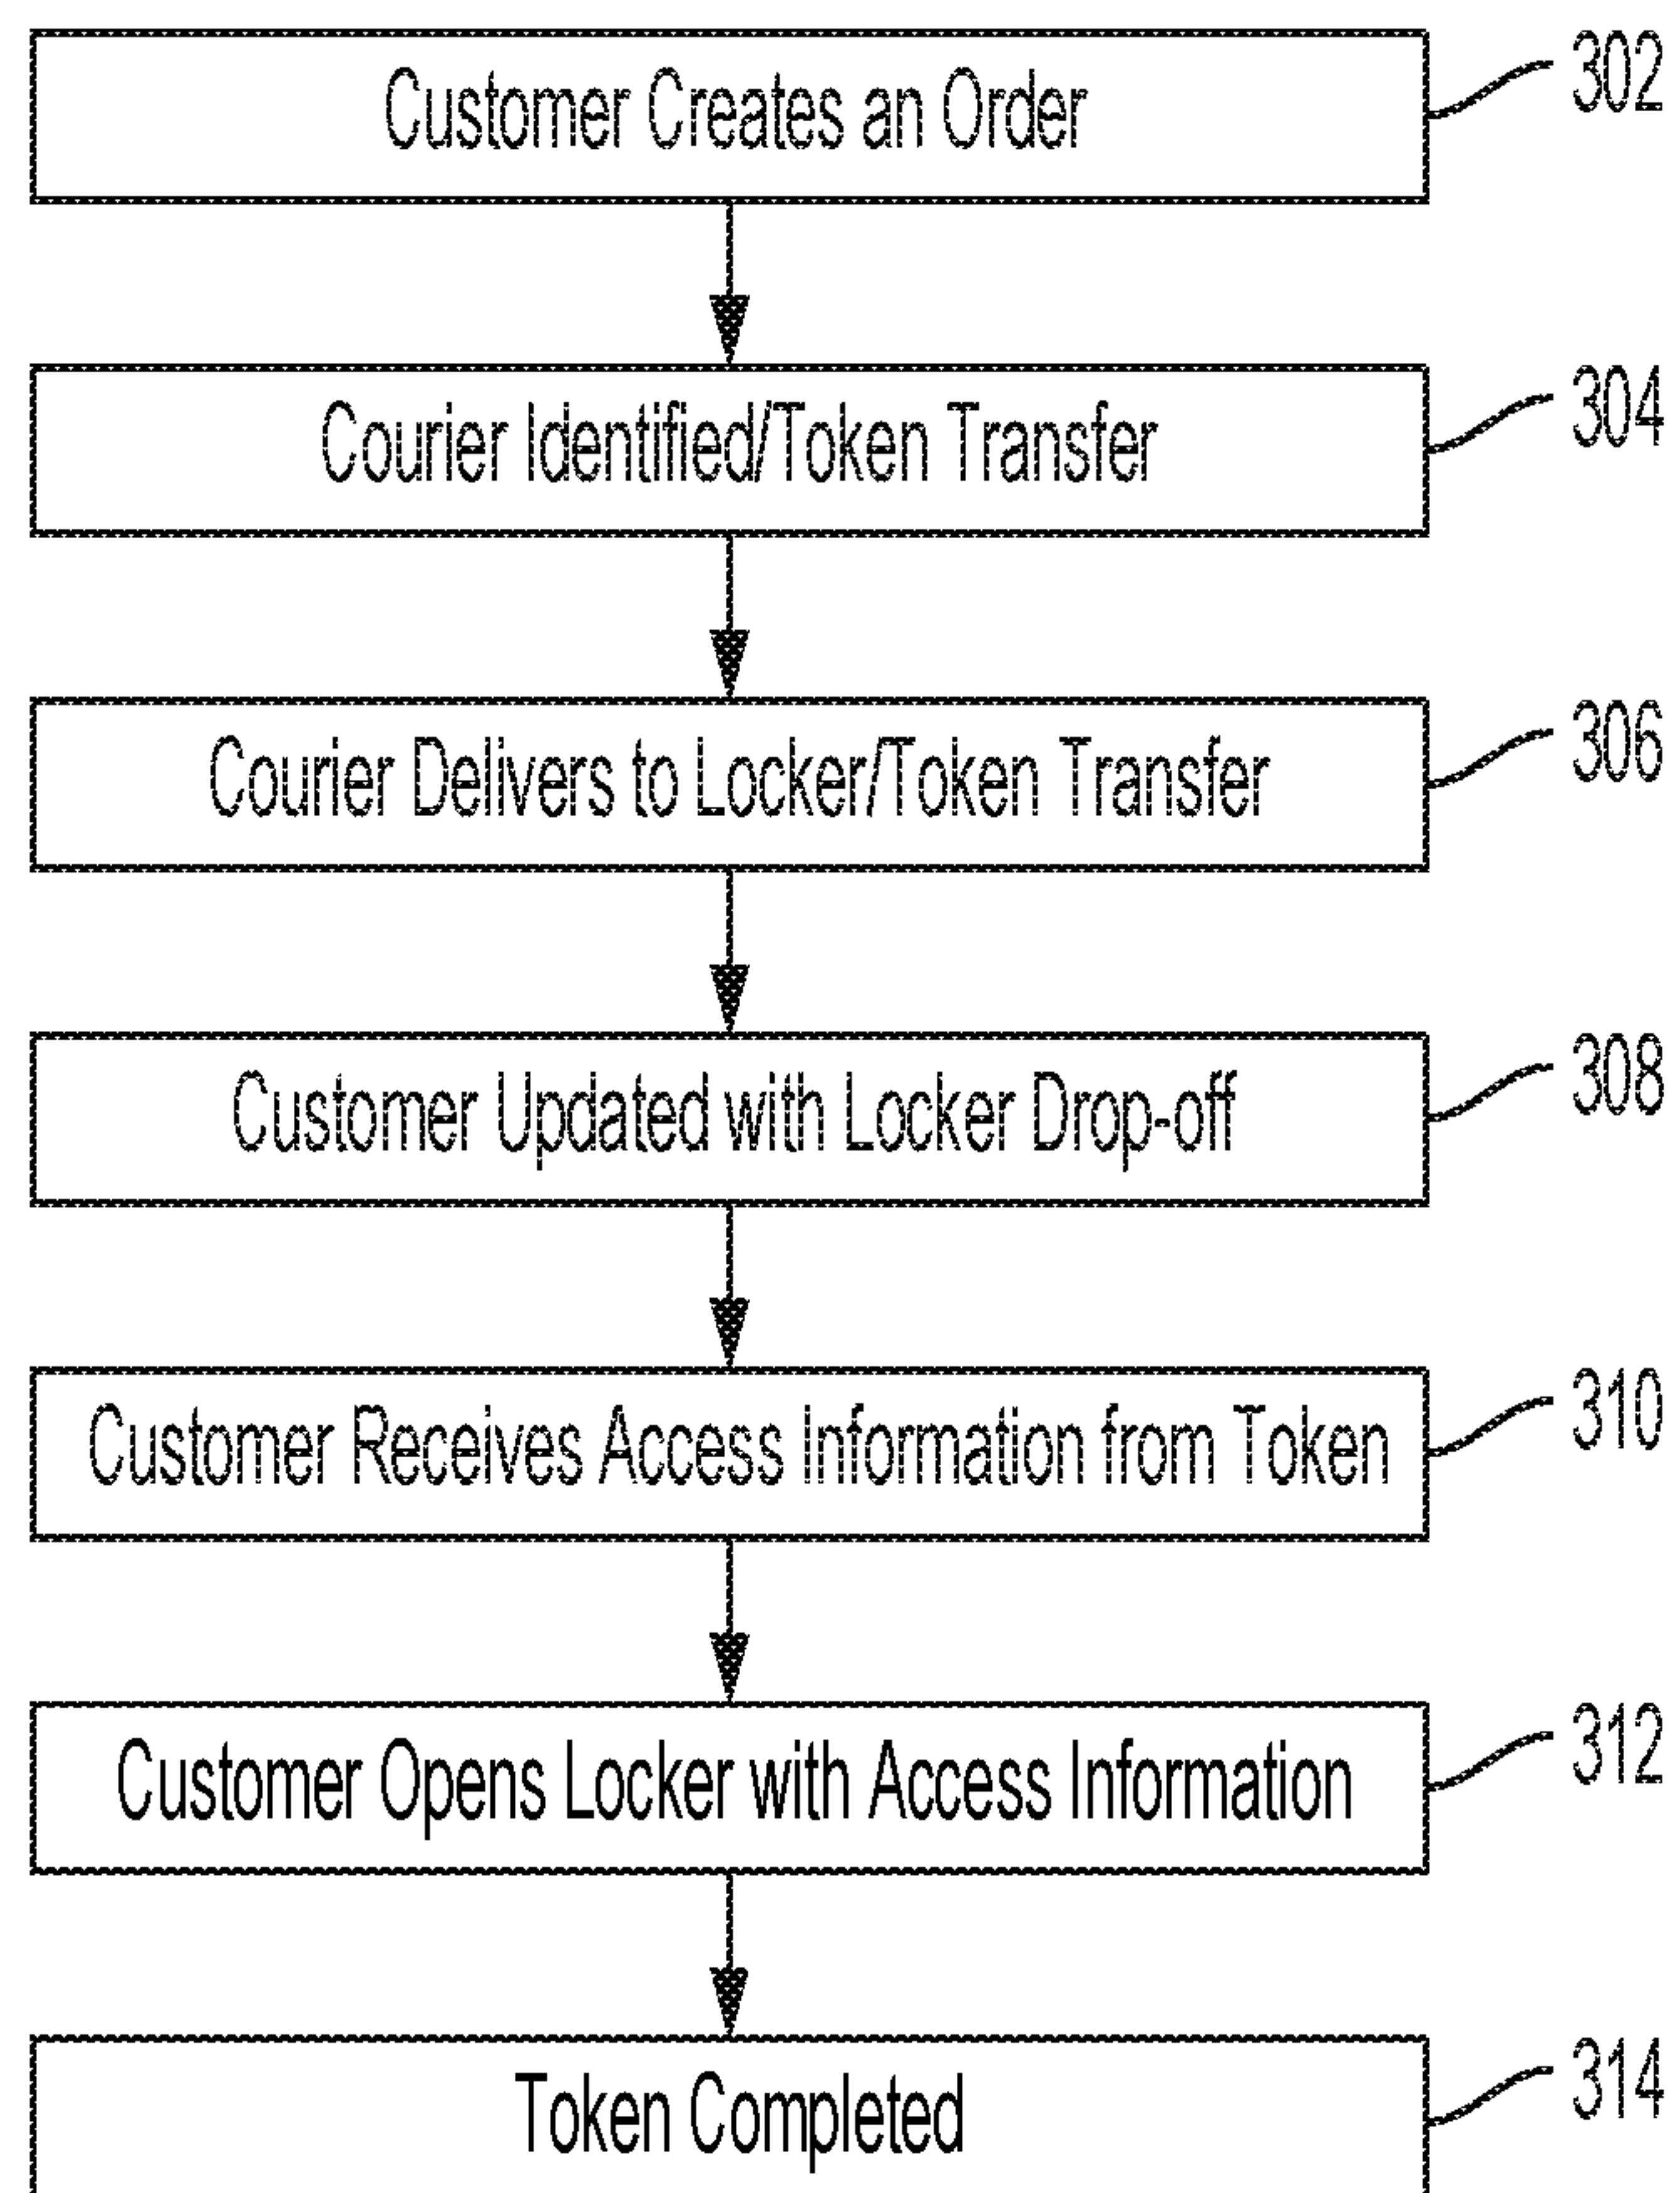 Customer Creates an Order
302
Courier Identified/Token Transfer
304
Courier Delivers to Locker/Token Transfer
306
Customer Updated with Locker Drop-off
308
Customer Receives Access Information from Token
310
Customer Opens Locker with Access Information
312
Token Completed
314